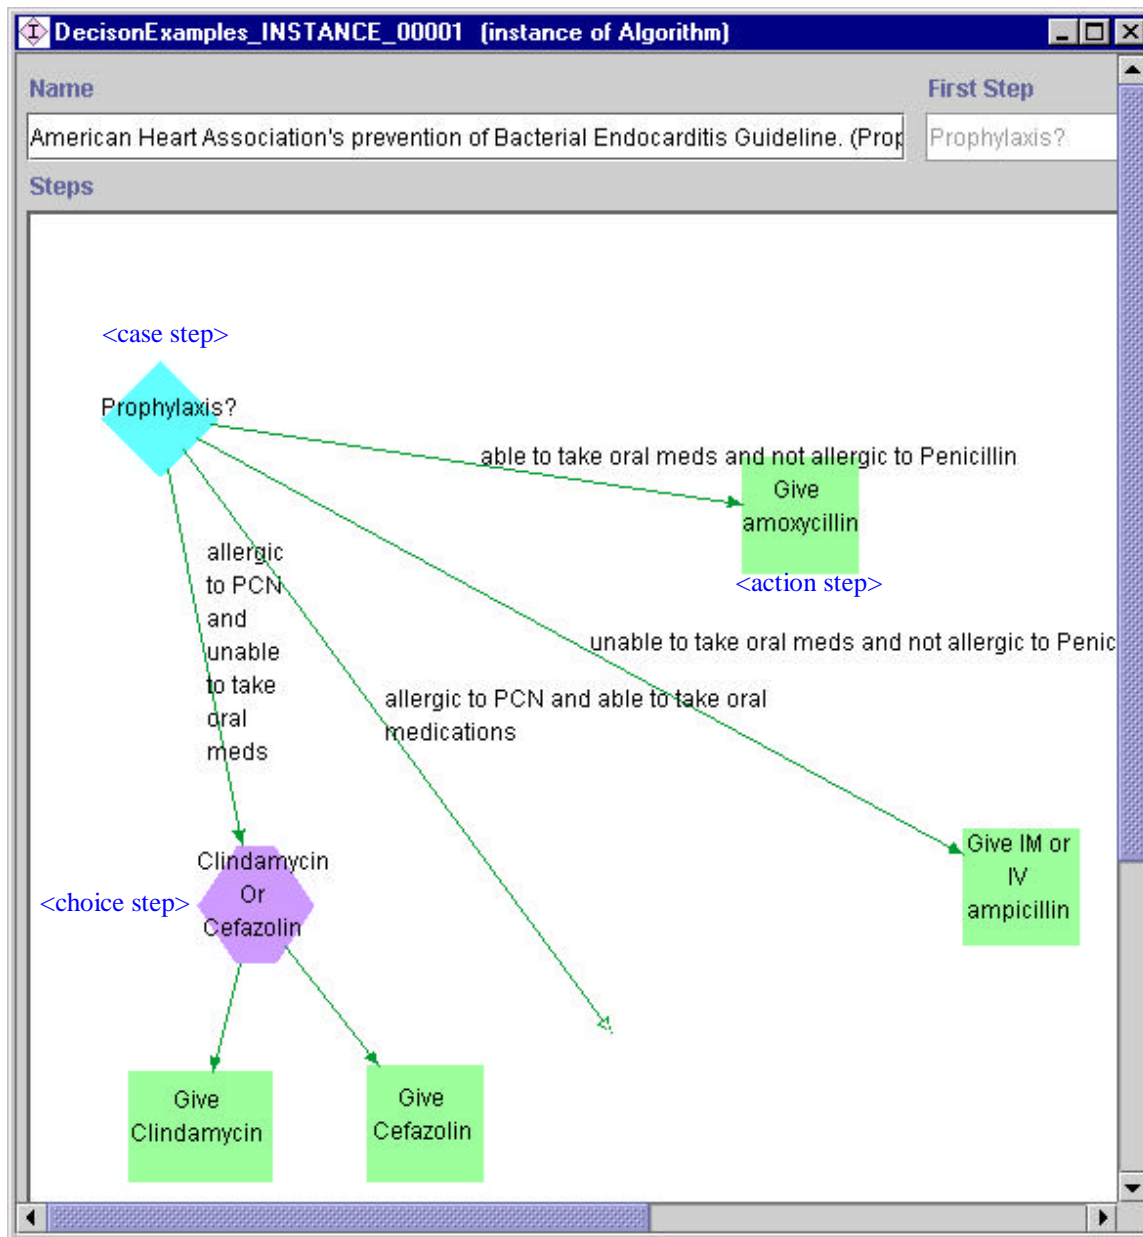 DecisonExamples_INSTANCE_00001 (instance of Algorithm)
Name
First Step
American Heart Association's prevention of Bacterial Endocarditis Guideline. (Prop
Prophylaxis?
Steps
<case step>
Prophylaxis?
able to take oral meds and not allergic to Penicillin
Give
amoxycillin
<action step>
allergic
to PCN
and
unable
to take
oral
meds
unable to take oral meds and not allergic to Penic
allergic to PCN and able to take oral
medications
Give IM or
IV
ampicillin
Clindamycin
Or
Cefazolin
<choice step>
Give
Clindamycin
Give
Cefazolin